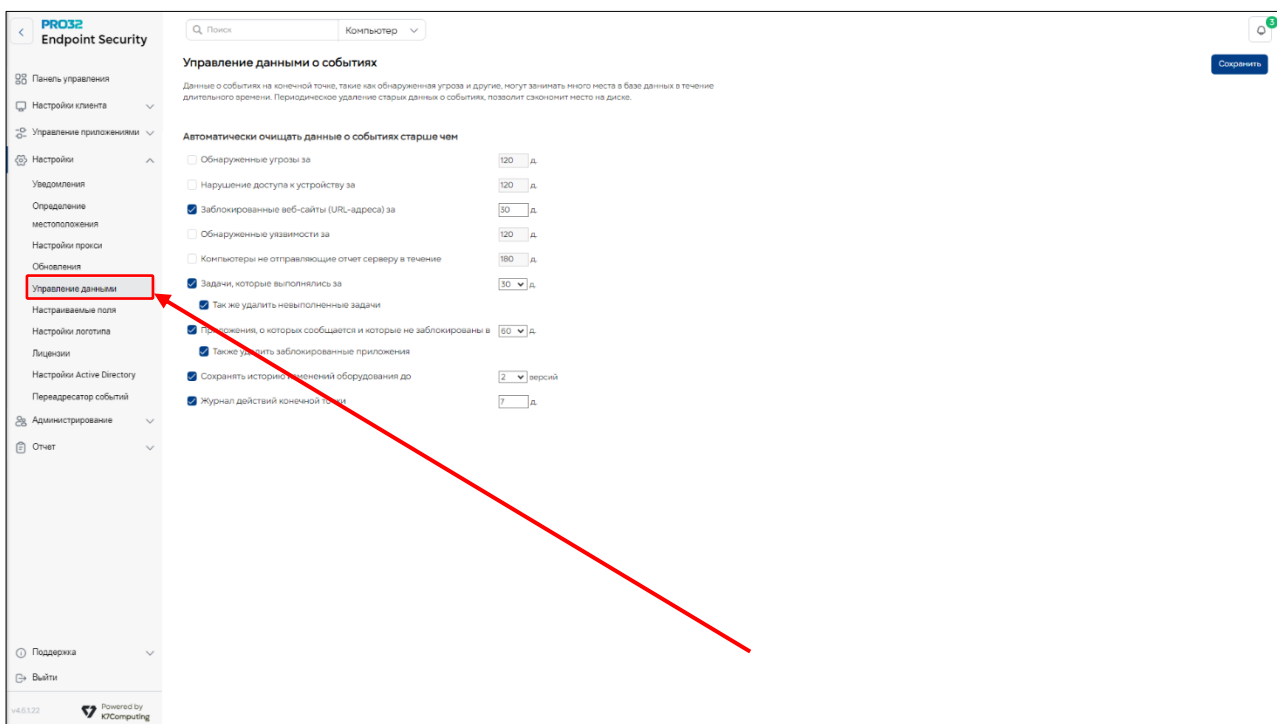 PRO32
Endpoint Security
Поиск
Компьютер
3
Панель управления
Настройки клиента
Управление приложениями
Настройки
Уведомления
Определение
местоположения
Настройки прокси
Обновления
Управление данными
Настраиваемые поля
Настройки логотипа
Лицензии
Настройки Active Directory
Переадресатор событий
Администрирование
Отчет
Поддержка
Выйти
v4.6.1.22
Powered by
K7Computing
Управление данными о событиях
Сохранить
Данные о событиях на конечной точке, такие как обнаруженная угроза и другие, могут занимать много места в базе данных в течение
длительного времени. Периодическое удаление старых данных о событиях, позволит сэкономит место на диске.
Автоматически очищать данные о событиях старше чем
Обнаруженные угрозы за 120 д.
Нарушение доступа к устройству за 120 д.
Заблокированные веб-сайты (URL-адреса) за 30 д.
Обнаруженные уязвимости за 120 д.
Компьютеры не отправляющие отчет серверу в течение 180 д.
Задачи, которые выполнялись за 30 д.
Так же удалить невыполненные задачи
Приложения, о которых сообщается и которые не заблокированы в 60 д.
Также удалить заблокированные приложения
Сохранять историю изменений оборудования до 2 версий
Журнал действий конечной точки 7 д.